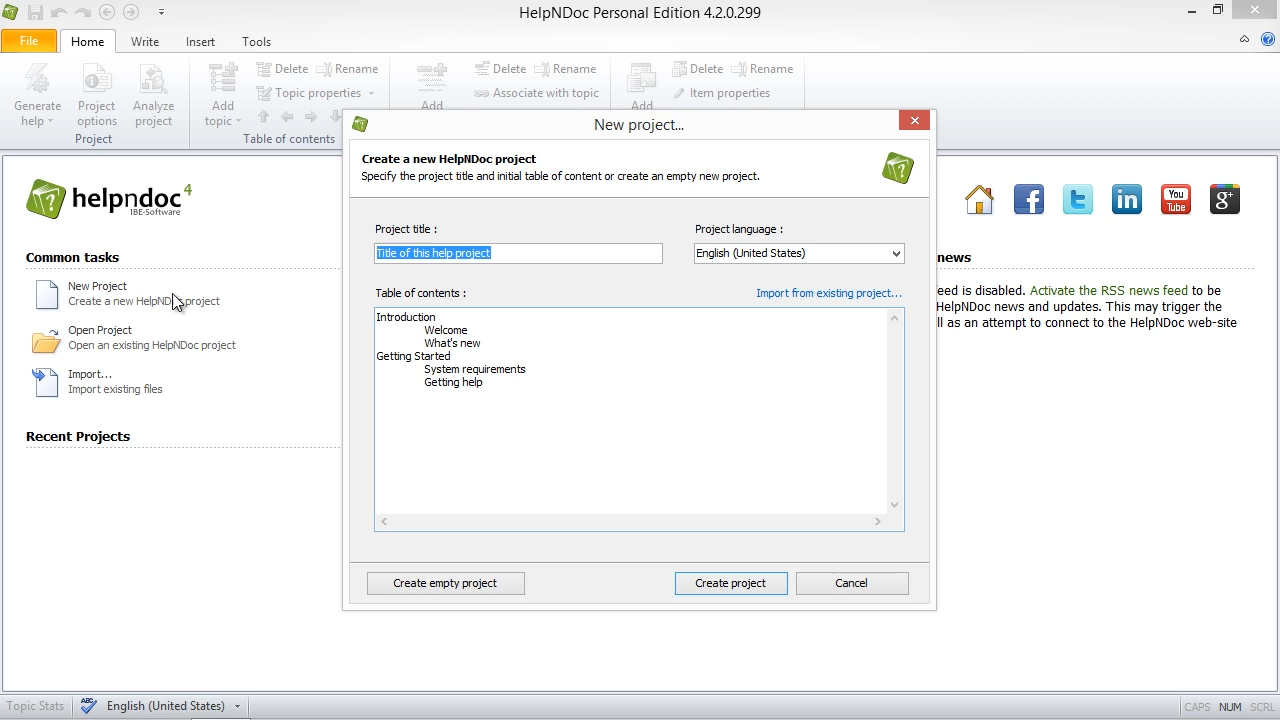 HelpNDoc Personal Edition 4.2.0.299
File Home Write Insert Tools
Generate help
Project options
Analyze project
Project
Add topic
Delete Rename
Topic properties
Table of contents
Add
Delete Rename
Associate with topic
Add
Delete Rename
Item properties
helpndoc 4
IBE-Software
You Tube
g+
Common tasks
New Project
Create a new HelpNDoc project
Open Project
Open an existing HelpNDoc project
Import...
Import existing files
Recent Projects
New project...
Create a new HelpNDoc project
Specify the project title and initial table of content or create an empty new project.
Project title :
Project language :
Title of this help project
English (United States)
Table of contents :
Import from existing project...
Introduction
Welcome
What's new
Getting Started
System requirements
Getting help
Create empty project
Create project
Cancel
news
eed is disabled. Activate the RSS news feed to be
HelpNDoc news and updates. This may trigger the
ll as an attempt to connect to the HelpNDoc web-site
Topic Stats
ABC
English (United States)
CAPS NUM SCRL